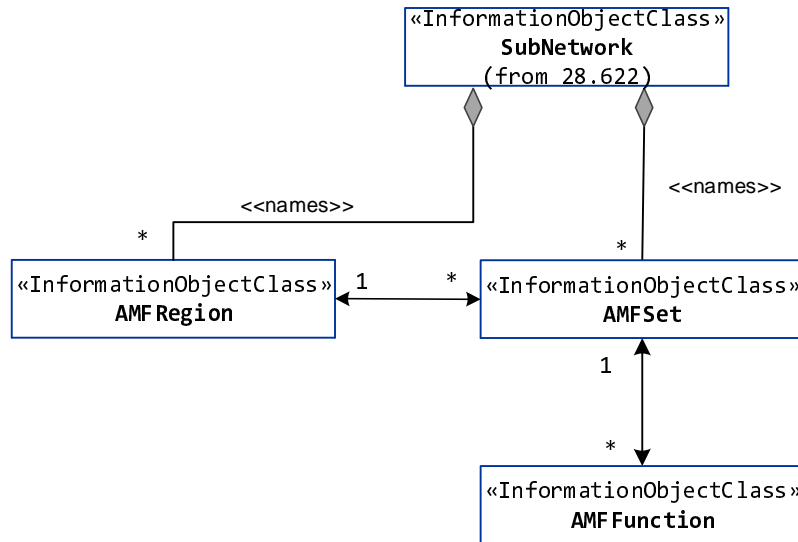 «InformationObjectClass»
SubNetwork
(from 28.622)
<<names>>
<<names>>
*
*
«InformationObjectClass»
AMFRegion
1
*
«InformationObjectClass»
AMFSet
1
*
«InformationObjectClass»
AMFFunction